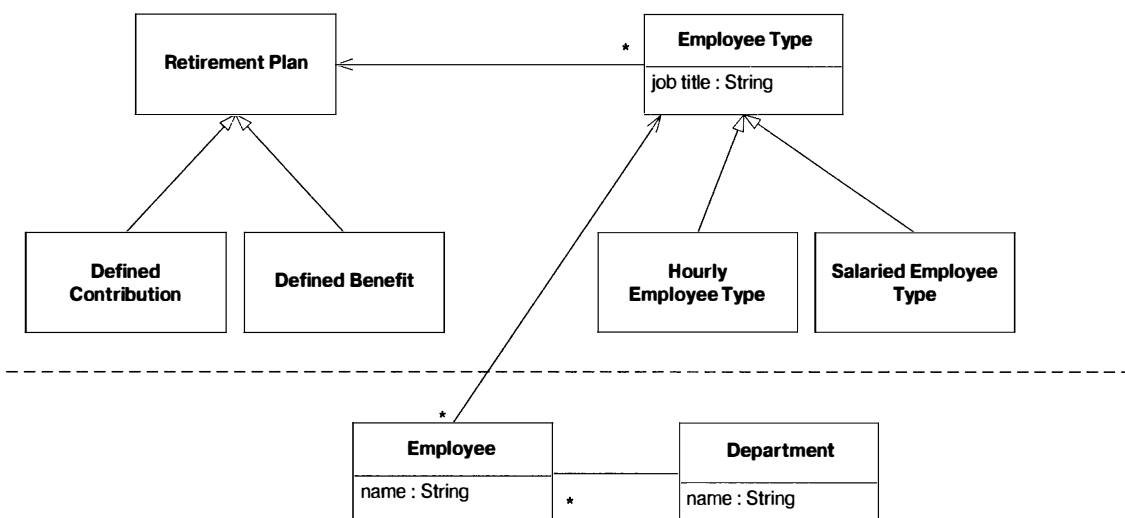 *
Employee Type
Retirement Plan
job title : String
Defined
Contribution
Defined Benefit
Hourly
Employee Type
Salaried Employee
Type
*
Employee
Department
name : String
*
name : String